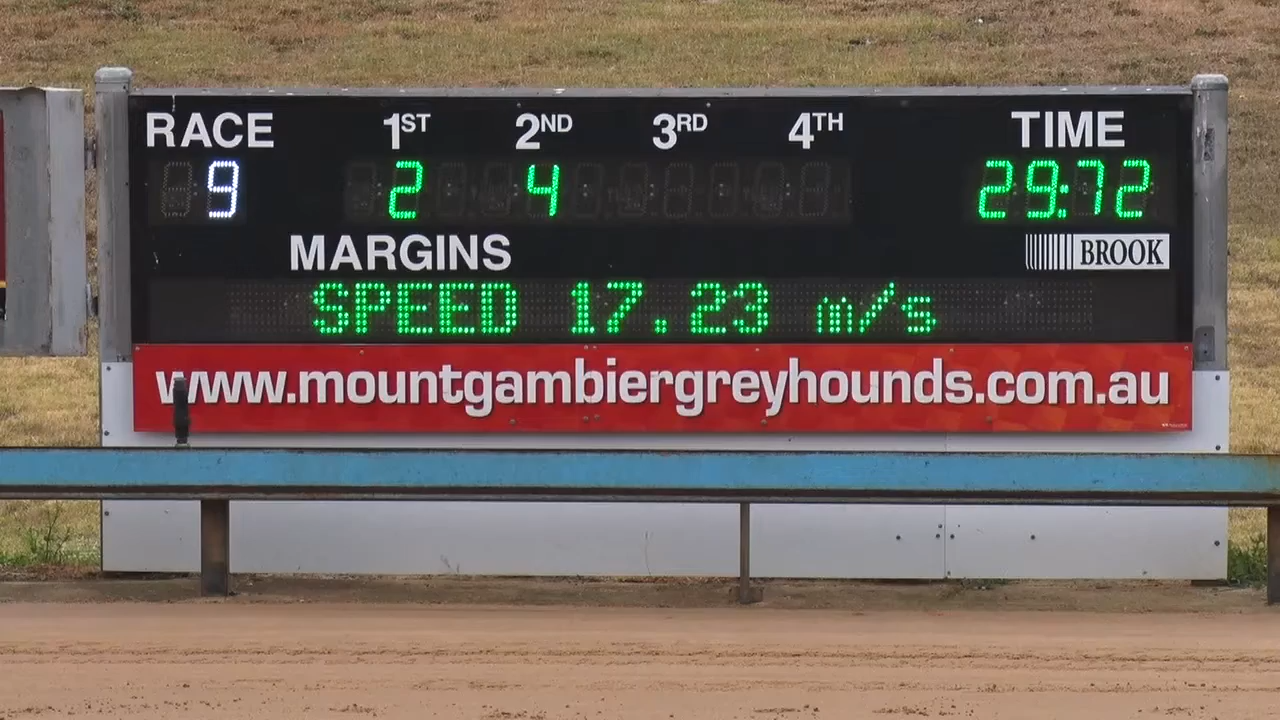 RACE 1ST 2ND 3RD 4TH TIME
9 2 4 29:72
MARGINS BROOK
SPEED 17.23 m/s
www.mountgambiergreyhounds.com.au